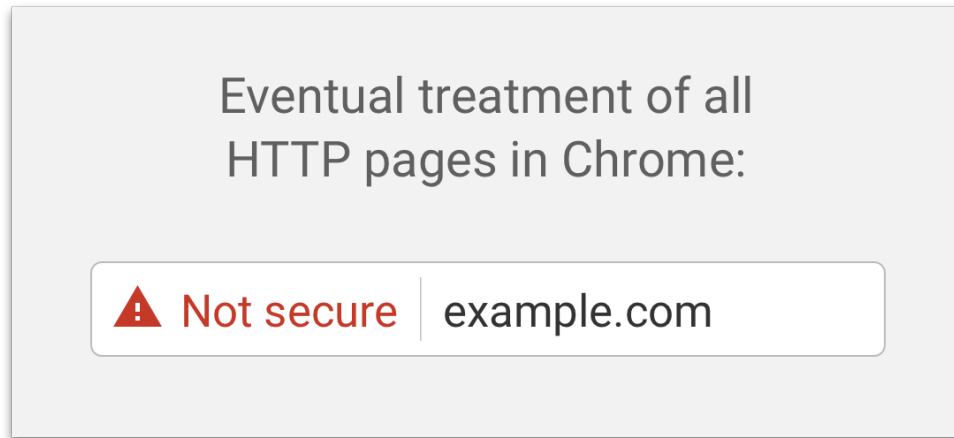 Eventual treatment of all
HTTP pages in Chrome:
Not secure example.com